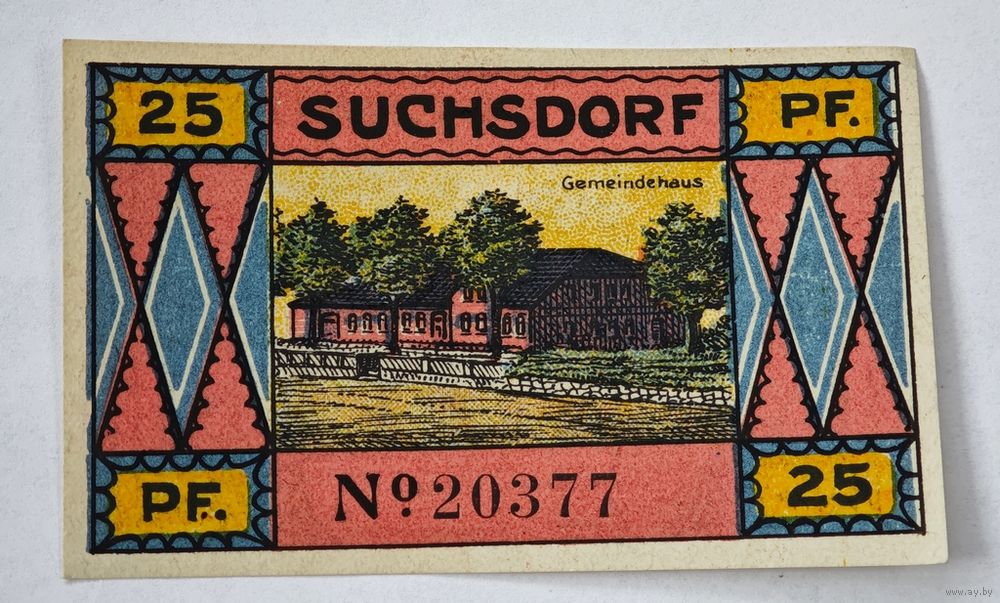 25 SUCHSDORF PF.
Gemeindehaus
PF. Nº 20377 25
www.ay.by